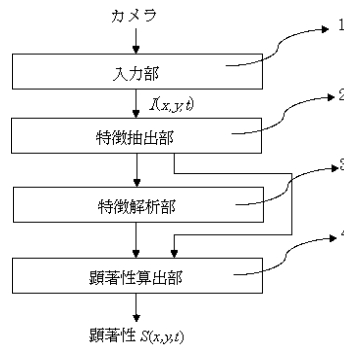 カメラ
1
入力部
I(x,y,t)
2
特徴抽出部
3
特徴解析部
4
顕著性算出部
顕著性 S(x,y,t)